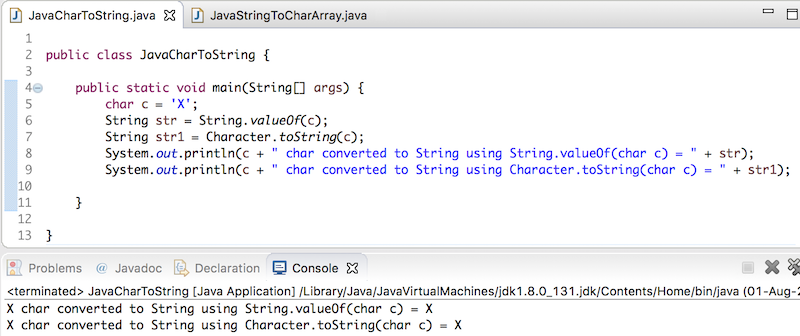 JavaCharToString.java JavaStringToCharArray.java
1
2 public class JavaCharToString {
3
4 public static void main(String[] args) {
5 char c = 'X';
6 String str = String.valueOf(c);
7 String str1 = Character.toString(c);
8 System.out.println(c + " char converted to String using String.valueOf(char c) = " + str);
9 System.out.println(c + " char converted to String using Character.toString(char c) = " + str1);
10
11 }
12
13 }
Problems @ Javadoc Declaration Console
<terminated> JavaCharToString [Java Application] /Library/Java/JavaVirtualMachines/jdk1.8.0_131.jdk/Contents/Home/bin/java (01-Aug-2
X char converted to String using String.valueOf(char c) = X
X char converted to String using Character.toString(char c) = X